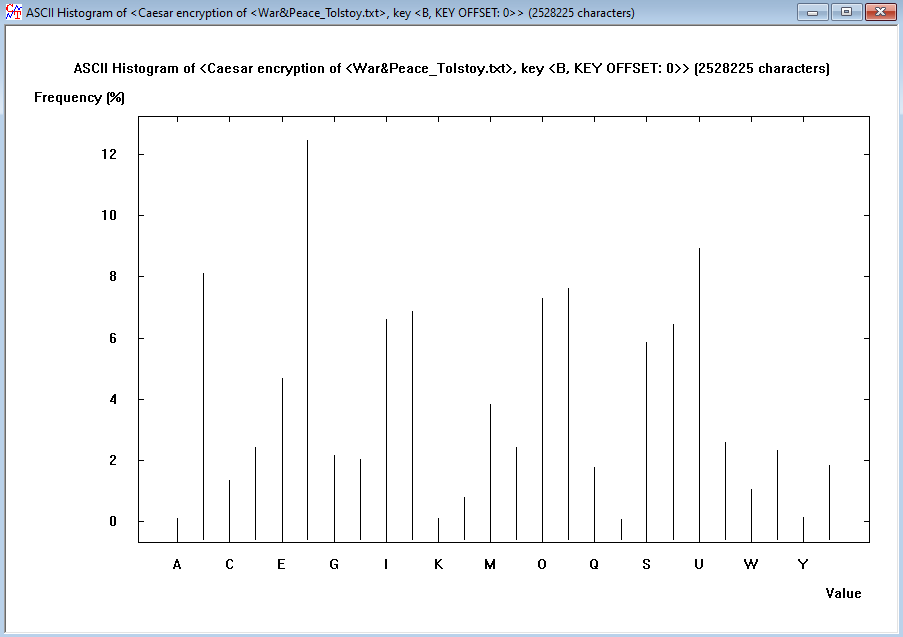 ASCII Histogram of <Caesar encryption of <War&Peace_Tolstoy.txt>, key <B, KEY OFFSET: 0>> (2528225 characters)
ASCII Histogram of <Caesar encryption of <War&Peace_Tolstoy.txt>, key <B, KEY OFFSET: 0>> (2528225 characters)
Frequency (%)
12
10
8
6
4
2
0
A C E G I K M O Q S U W Y
Value